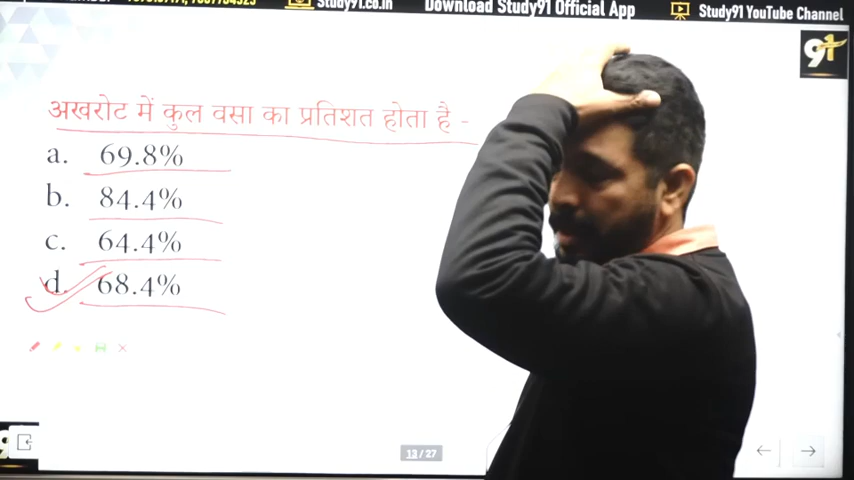 Study91.co.in
Download Study91 Official App
Study91 YouTube Channel
91
अखरोट में कुल वसा का प्रतिशत होता है -
a. 69.8%
b. 84.4%
c. 64.4%
d. 68.4%
13 / 27